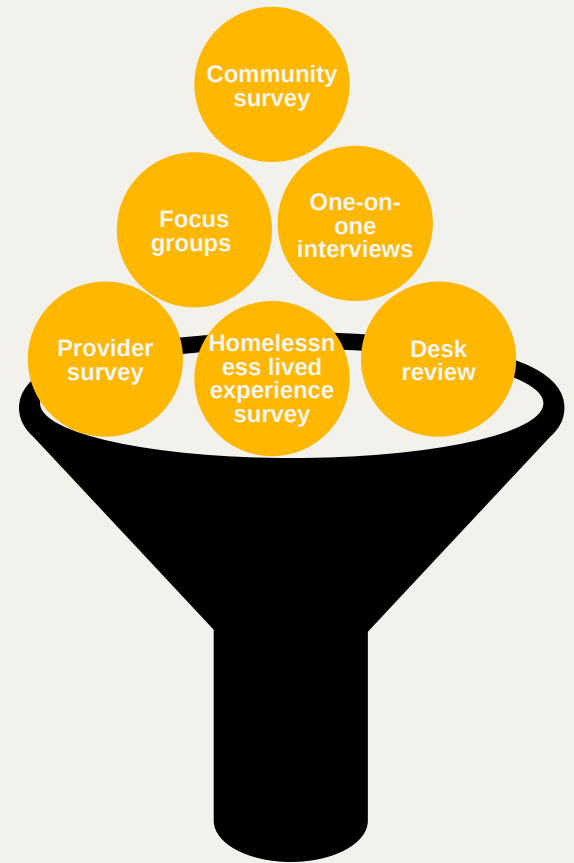 Community
survey
Focus
groups
One-on-
one
interviews
Provider
survey
Homelessn
ess lived
experience
survey
Desk
review